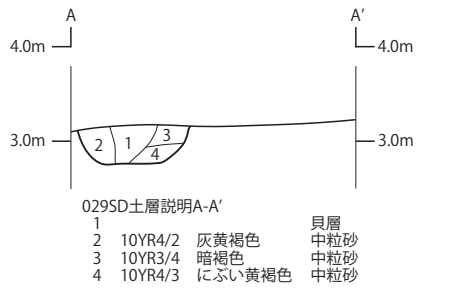 A A′
4.0m 4.0m
3.0m 3.0m
2 1 3
4
029SD土層説明A-A′
1 貝層
2 10YR4/2 灰黄褐色 中粒砂
3 10YR3/4 暗褐色 中粒砂
4 10YR4/3 にぶい黄褐色 中粒砂